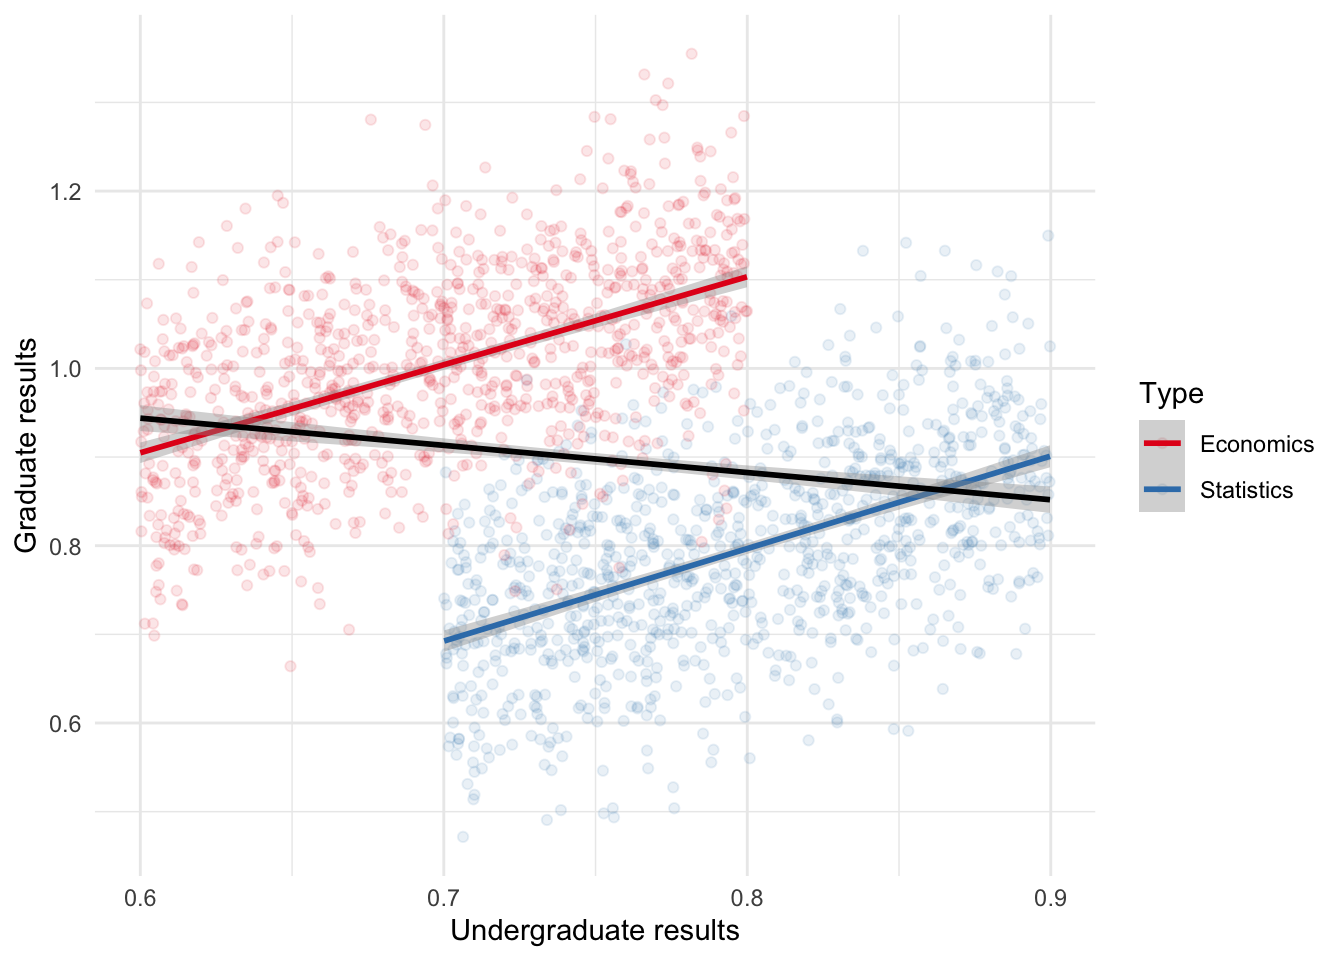 1.2
1.0
0.8
0.6
Graduate results
0.6 0.7 0.8 0.9
Undergraduate results
Type
Economics
Statistics